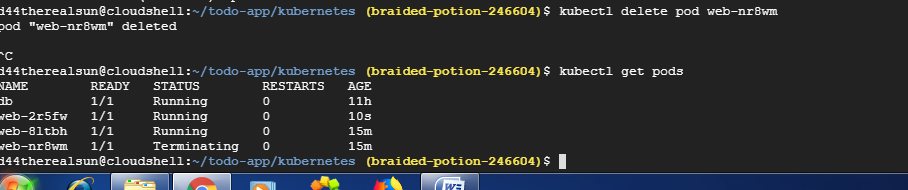 d44therealsun@cloudshell:~/todo-app/kubernetes (braided-potion-246604)$ kubectl delete pod web-nr8wm
pod "web-nr8wm" deleted
^C
d44therealsun@cloudshell:~/todo-app/kubernetes (braided-potion-246604)$ kubectl get pods
NAME READY STATUS RESTARTS AGE
db 1/1 Running 0 11h
web-2r5fw 1/1 Running 0 10s
web-8ltbh 1/1 Running 0 15m
web-nr8wm 1/1 Terminating 0 15m
d44therealsun@cloudshell:~/todo-app/kubernetes (braided-potion-246604)$